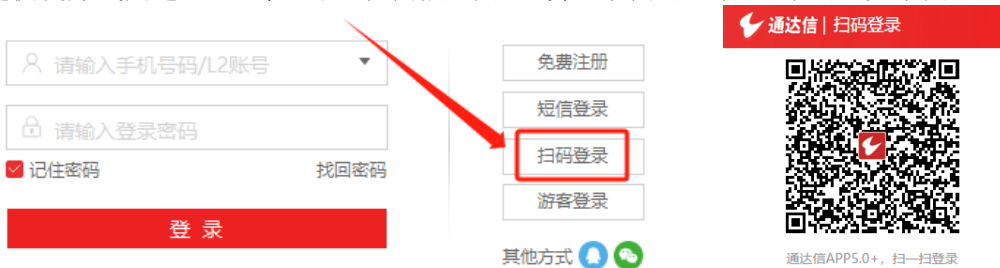 请输入手机号码/L2账号
请输入登录密码
记住密码
找回密码
登 录
免费注册
短信登录
扫码登录
游客登录
其他方式
通达信 | 扫码登录
通达信APP5.0+，扫一扫登录